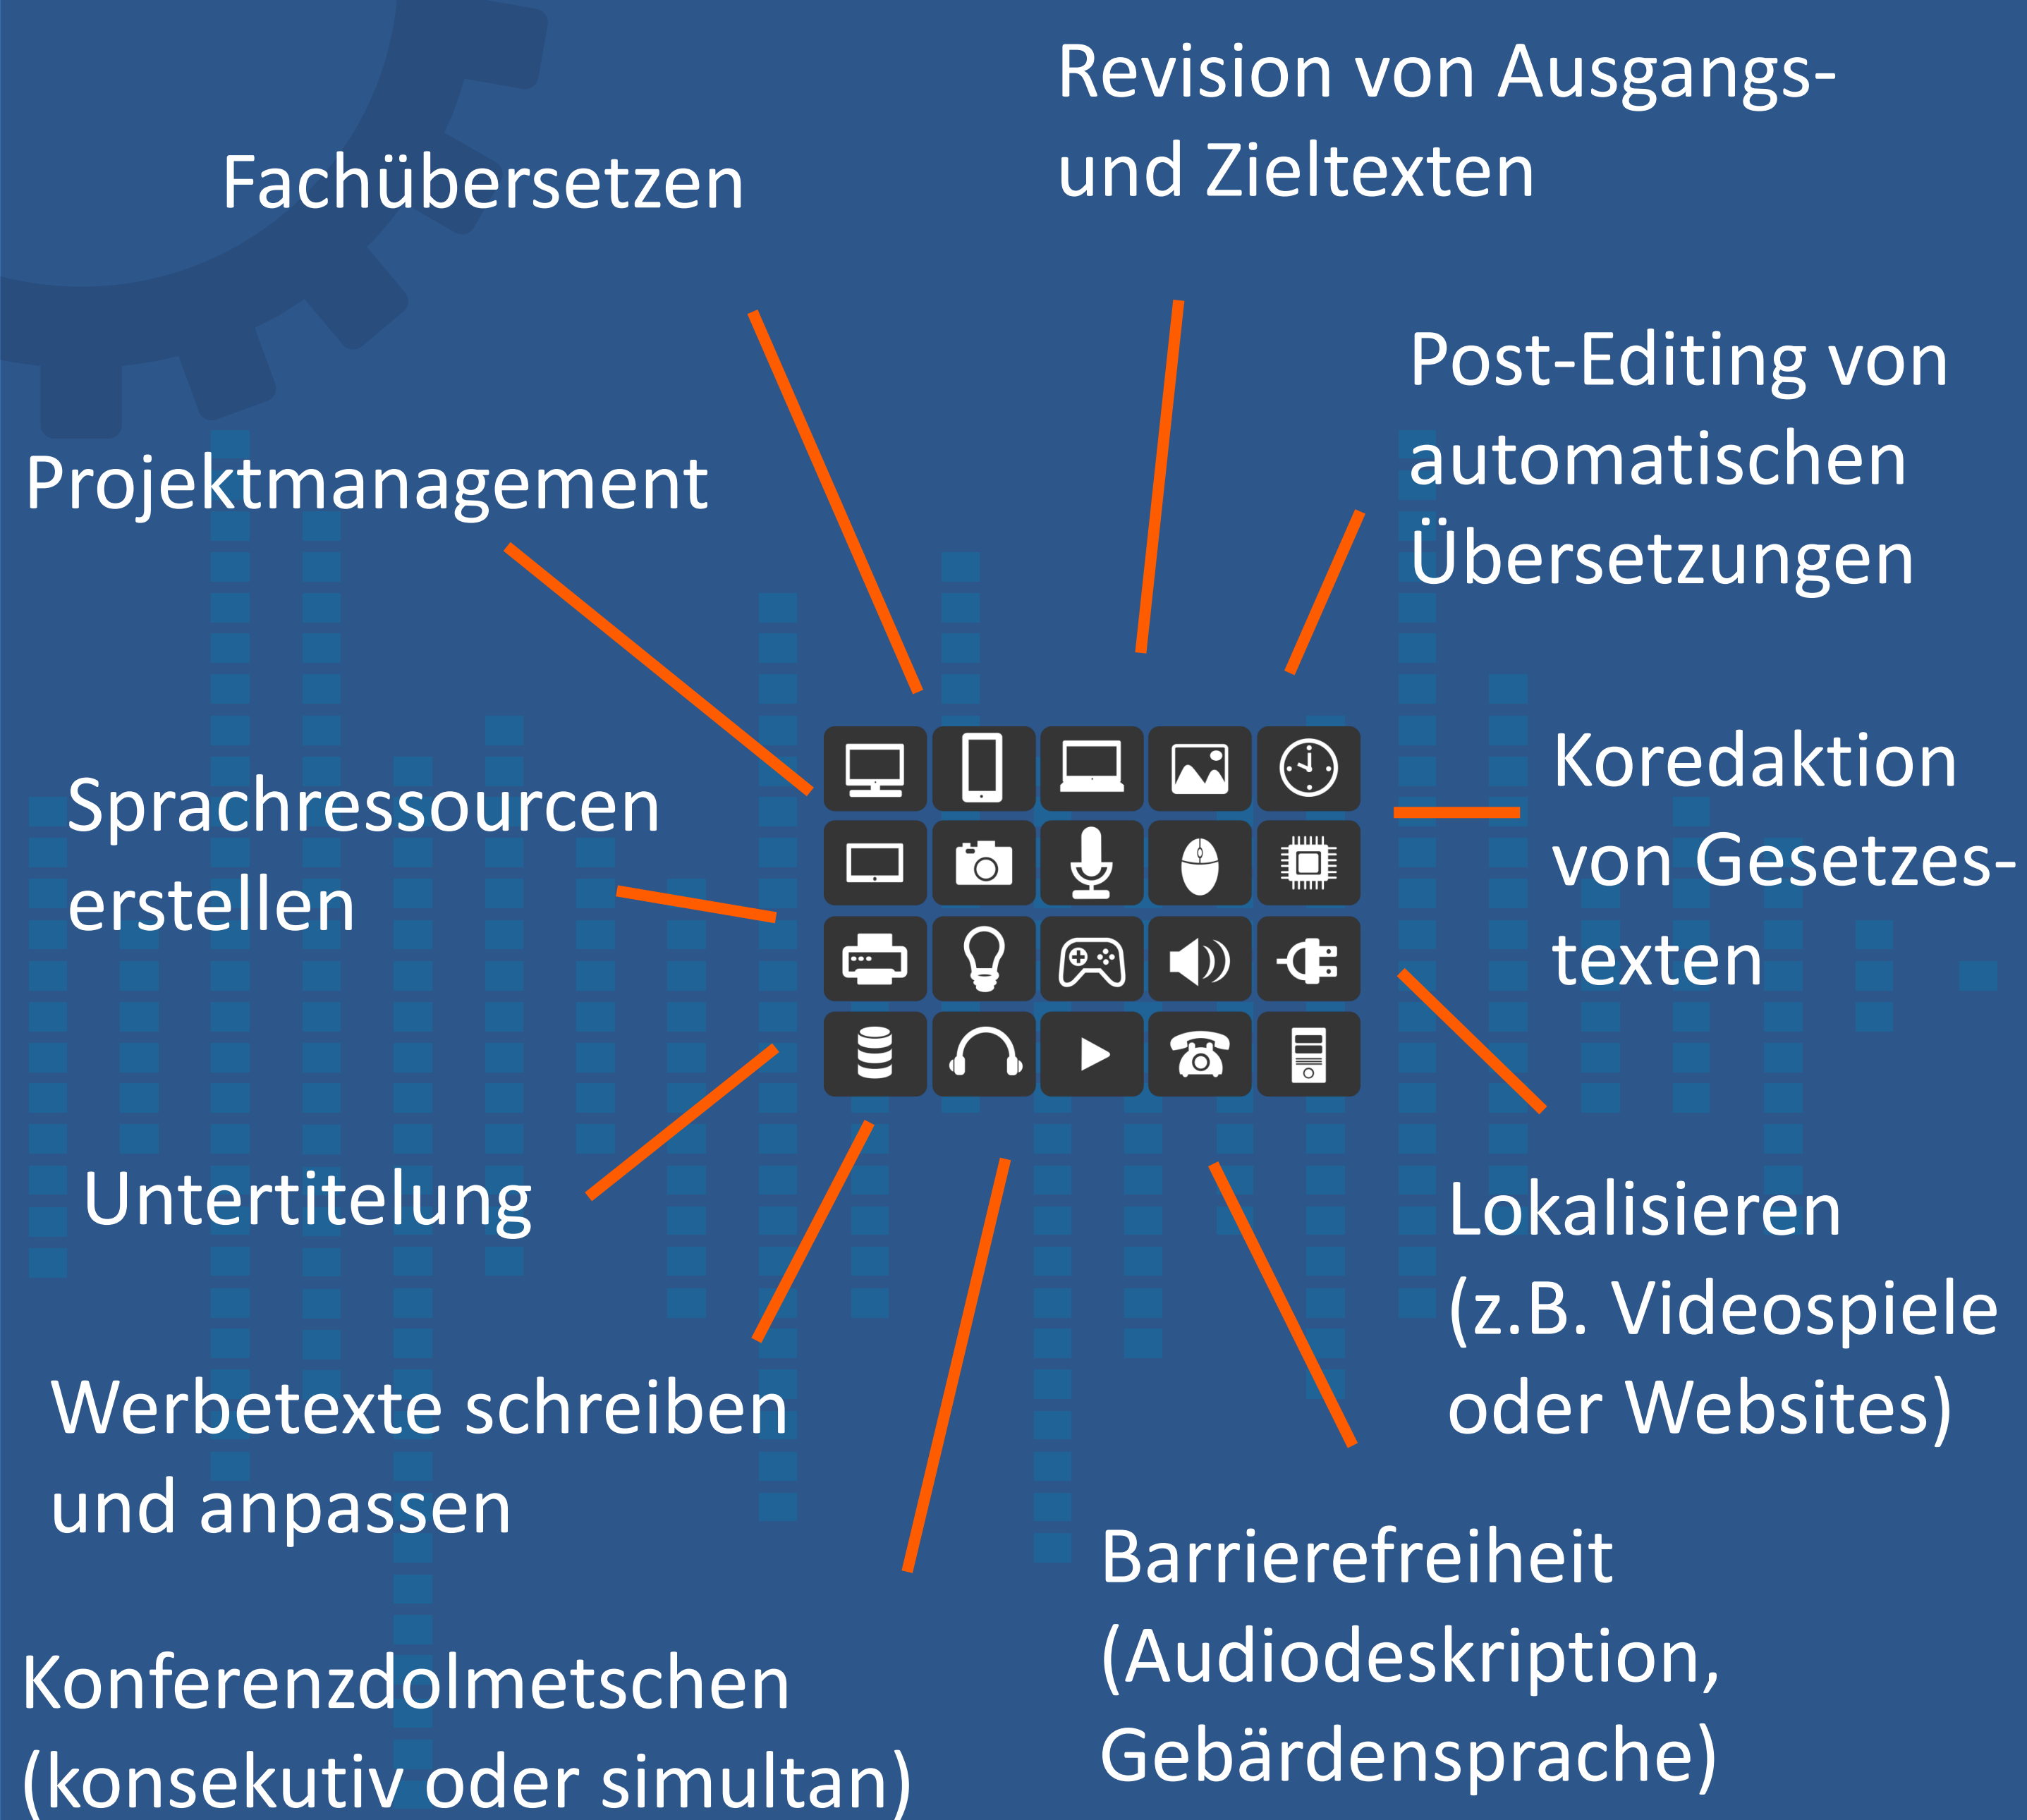 Fachübersetzen
Revision von Ausgangs-
und Zieltexten
Post-Editing von
automatischen
Übersetzungen
Projektmanagement
Koredaktion
von Gesetzes-
texten
Sprachressourcen
erstellen
Untertitelung
Lokalisieren
(z.B. Videospiele
oder Websites)
Werbetexte schreiben
und anpassen
Barrierefreiheit
(Audiodeskription,
Gebärdensprache)
Konferenzdolmetschen
(konsekutiv oder simultan)